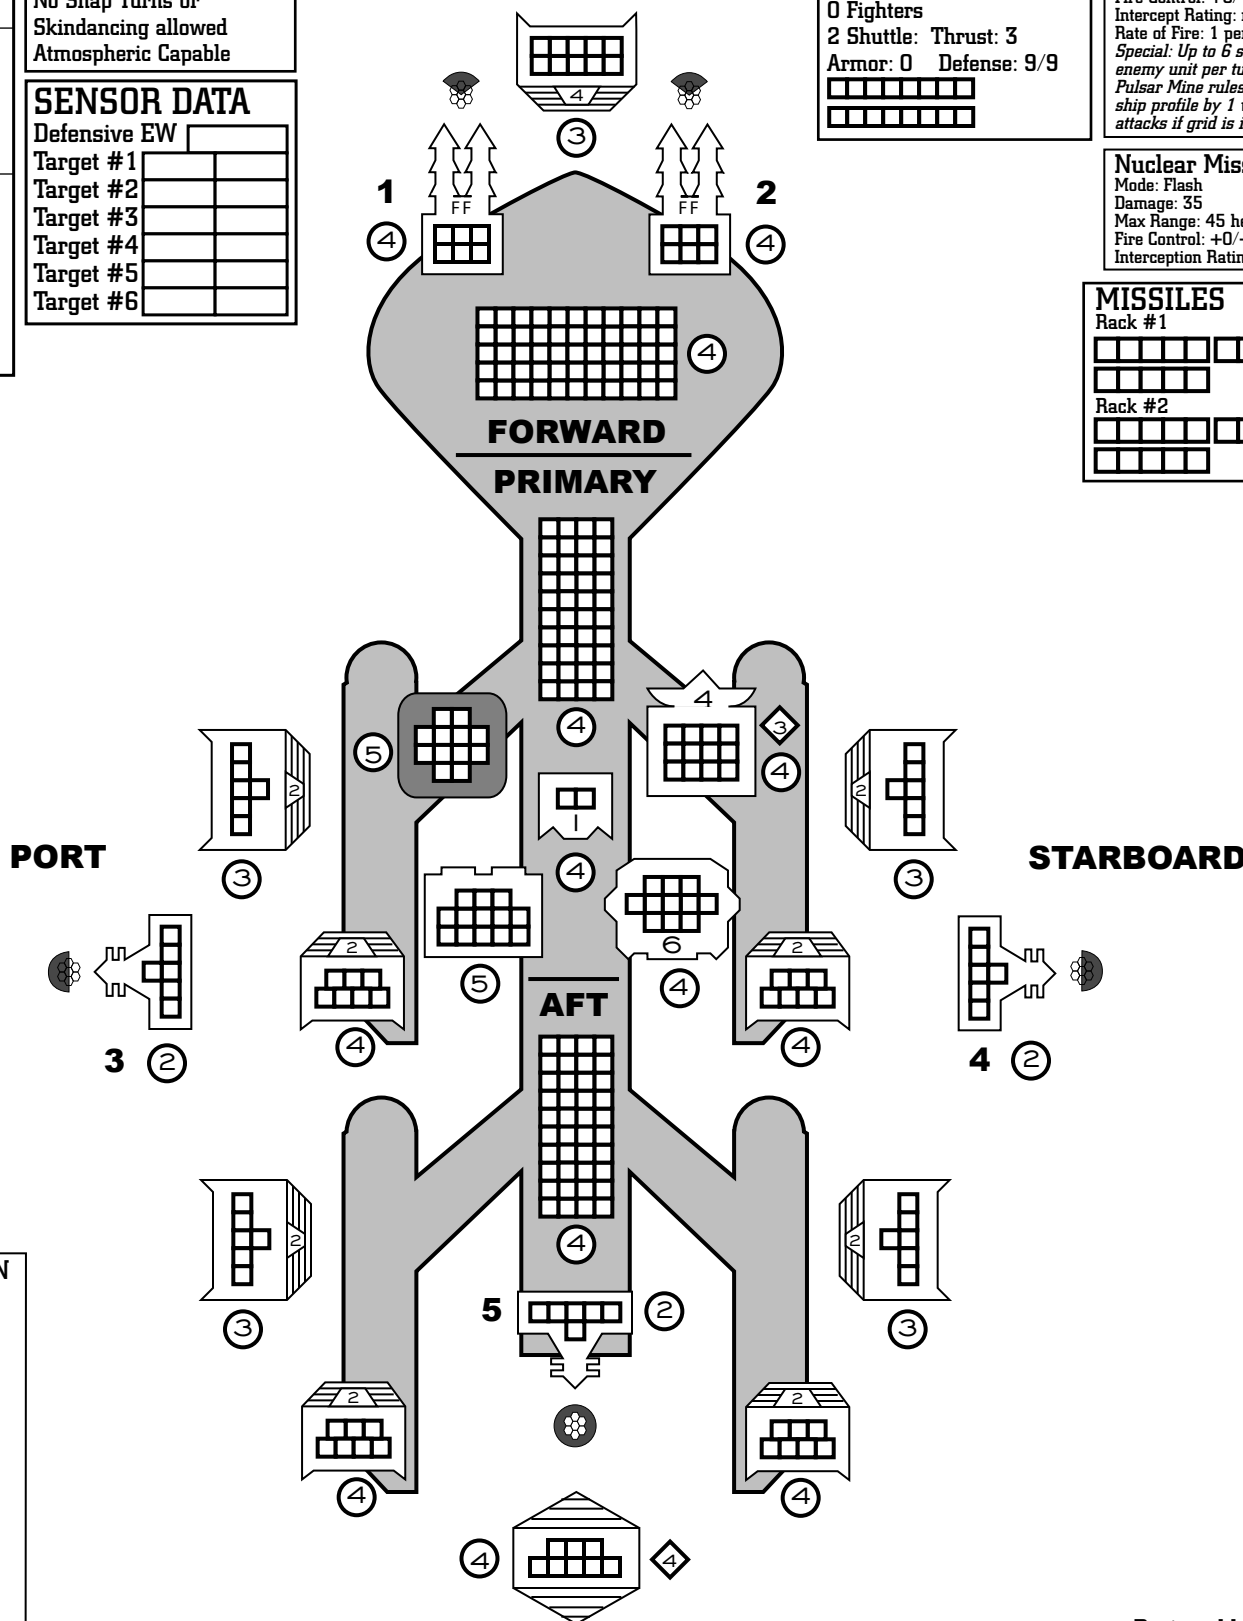 No Snap Turns or
Skindancing allowed
Atmospheric Capable
SENSOR DATA
Defensive EW
Target #1
Target #2
Target #3
Target #4
Target #5
Target #6
0 Fighters
2 Shuttle: Thrust: 3
Armor: 0 Defense: 9/9
Intercept Rating:
Rate of Fire: 1 per
Special: Up to 6
enemy unit per
Pulsar Mine rules
ship profile by 1
attacks if grid is
Nuclear
Mode: Flash
Damage: 35
Max Range: 45
Fire Control: +0/
Interception
MISSILES
Rack #1
Rack #2
4
3
1
FF
4
2
FF
4
4
FORWARD
PRIMARY
4
5
4
3
4
2
3
2
3
1
4
PORT
STARBOARD
5
6
4
2
4
2
4
3
2
4
2
AFT
4
2
3
2
3
5
2
2
4
2
4
4
4